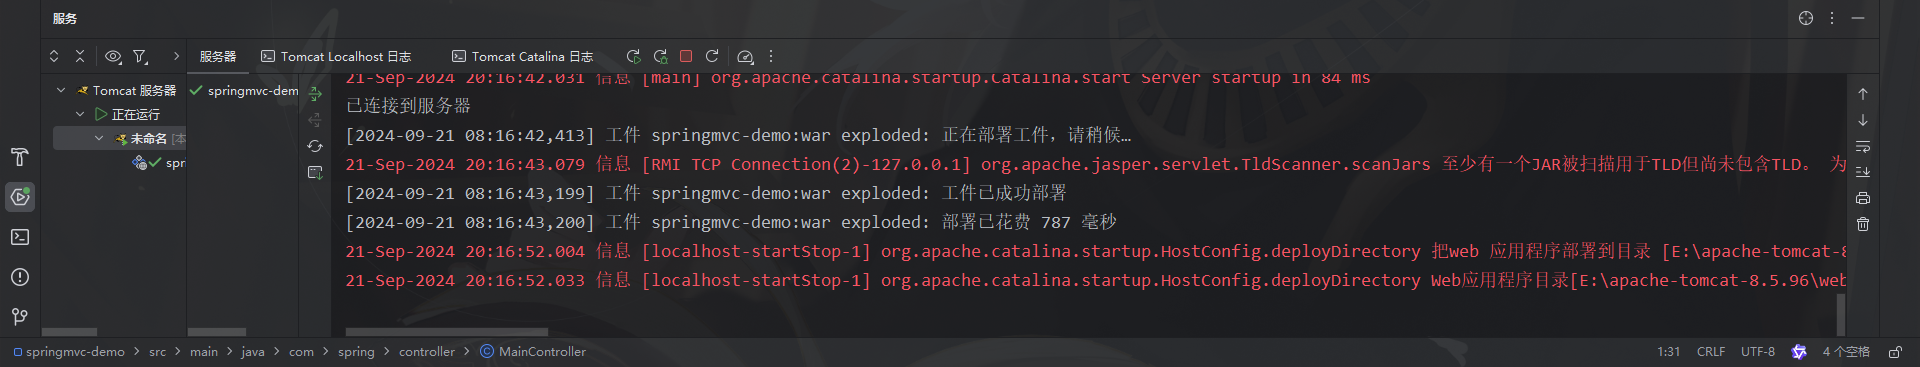 服务
服务器
Tomcat Localhost 日志
Tomcat Catalina 日志
Tomcat 服务器
正在运行
未命名 [本
spr
springmvc-dem
21-Sep-2024 20:16:42.031 信息 [main] org.apache.catalina.startup.Catalina.start Server startup in 84 ms
已连接到服务器
[2024-09-21 08:16:42,413] 工件 springmvc-demo:war exploded: 正在部署工件，请稍候…
21-Sep-2024 20:16:43.079 信息 [RMI TCP Connection(2)-127.0.0.1] org.apache.jasper.servlet.TldScanner.scanJars 至少有一个JAR被扫描用于TLD但尚未包含TLD。 为
[2024-09-21 08:16:43,199] 工件 springmvc-demo:war exploded: 工件已成功部署
[2024-09-21 08:16:43,200] 工件 springmvc-demo:war exploded: 部署已花费 787 毫秒
21-Sep-2024 20:16:52.004 信息 [localhost-startStop-1] org.apache.catalina.startup.HostConfig.deployDirectory 把web 应用程序部署到目录 [E:\apache-tomcat-8
21-Sep-2024 20:16:52.033 信息 [localhost-startStop-1] org.apache.catalina.startup.HostConfig.deployDirectory Web应用程序目录[E:\apache-tomcat-8.5.96\web
springmvc-demo > src > main > java > com > spring > controller > MainController
1:31 CRLF UTF-8 4 个空格